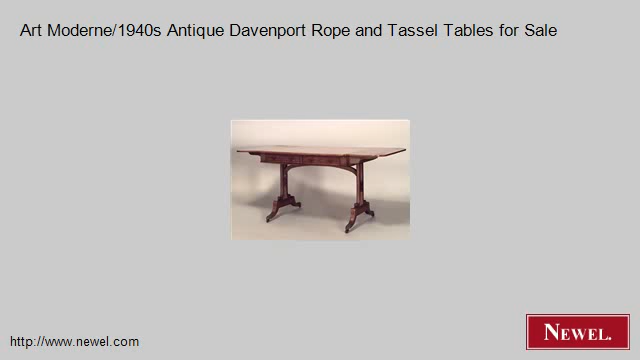 Art Moderne/1940s Antique Davenport Rope and Tassel Tables for Sale
http://www.newel.com
NEWEL.